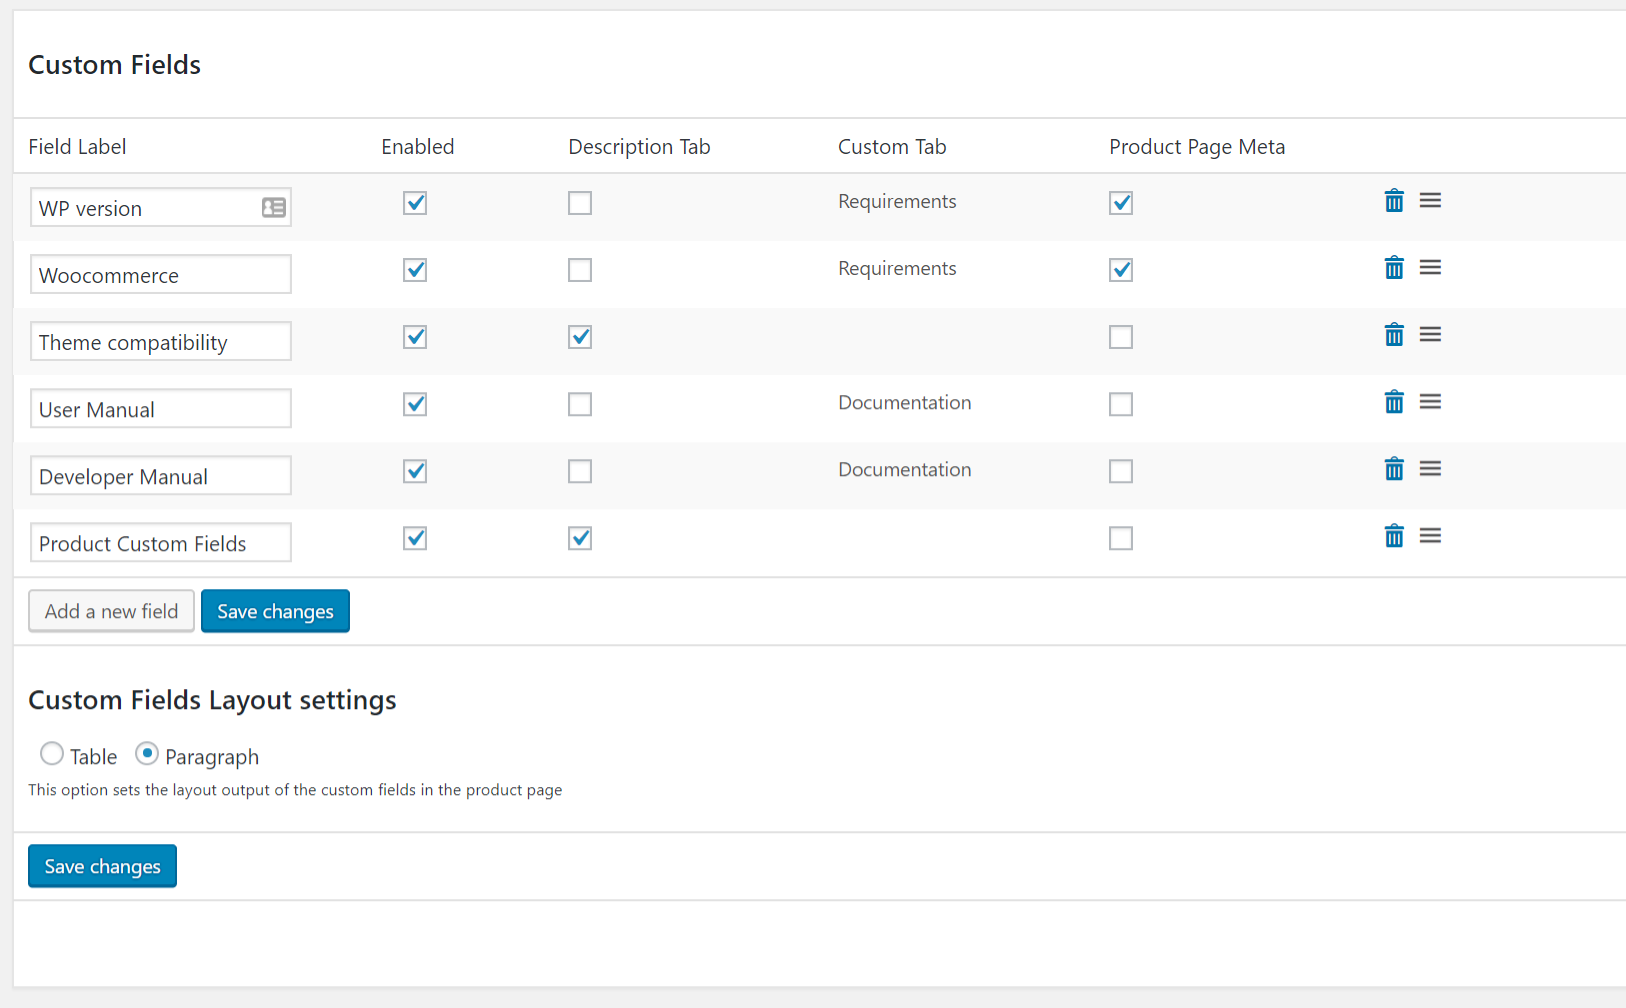 Custom Fields
Field Label Enabled Description Tab Custom Tab Product Page Meta
WP version Requirements
Woocommerce Requirements
Theme compatibility
User Manual Documentation
Developer Manual Documentation
Product Custom Fields
Add a new field Save changes
Custom Fields Layout settings
Table Paragraph
This option sets the layout output of the custom fields in the product page
Save changes